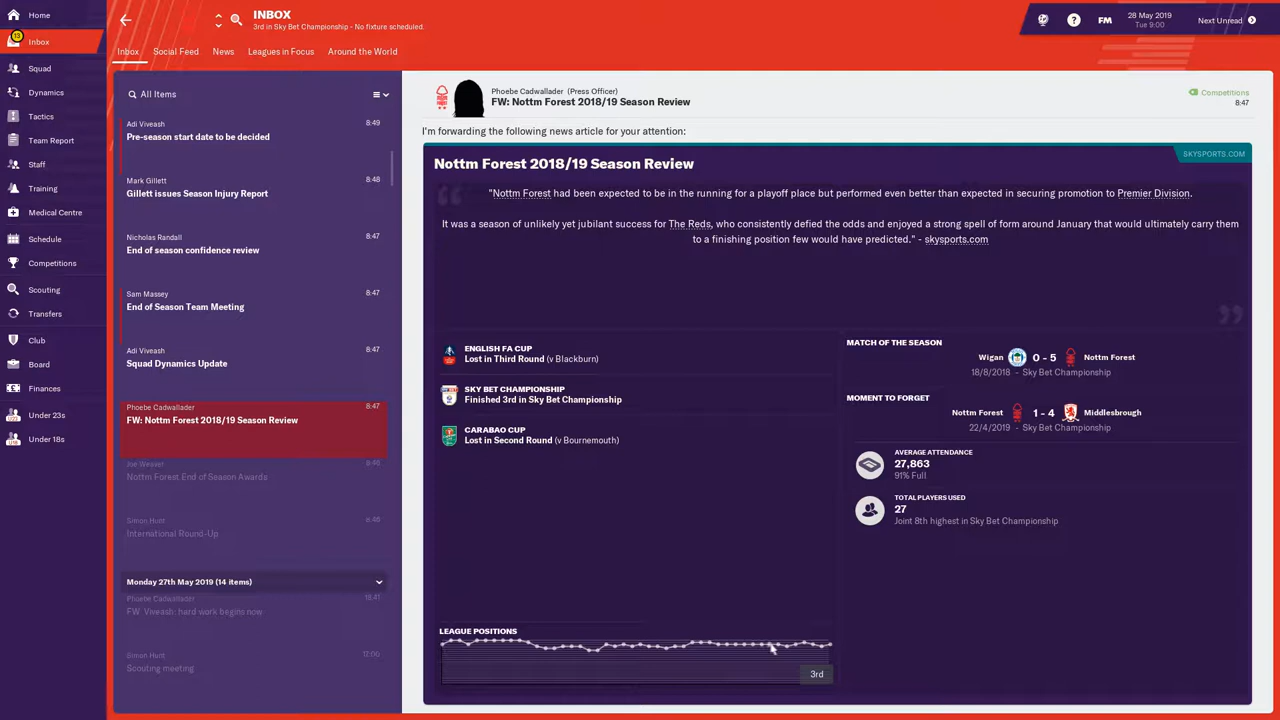 INBOX
3rd in Sky Bet Championship - No fixture scheduled.
FM
28 May 2019
Tue 9:00
Next Unread
Home
13
Inbox
Squad
Dynamics
Tactics
Team Report
Staff
Training
Medical Centre
Schedule
Competitions
Scouting
Transfers
Club
Board
Finances
Under 23s
Under 18s
Inbox Social Feed News Leagues in Focus Around the World
All Items
Adi Viveash 8:49
Pre-season start date to be decided
Mark Gillett 8:48
Gillett issues Season Injury Report
Nicholas Randall 8:47
End of season confidence review
Sam Massey 8:47
End of Season Team Meeting
Adi Viveash 8:47
Squad Dynamics Update
Phoebe Cadwallader 8:47
FW: Nottm Forest 2018/19 Season Review
Joe Weaver 8:46
Nottm Forest End of Season Awards
Simon Hunt 8:46
International Round-Up
Monday 27th May 2019 (14 items)
Phoebe Cadwallader 18:41
FW: Viveash: hard work begins now
Simon Hunt 17:00
Scouting meeting
Phoebe Cadwallader (Press Officer)
FW: Nottm Forest 2018/19 Season Review
Competitions
8:47
I'm forwarding the following news article for your attention:
Nottm Forest 2018/19 Season Review
SKYSPORTS.COM
"Nottm Forest had been expected to be in the running for a playoff place but performed even better than expected in securing promotion to Premier Division.
It was a season of unlikely yet jubilant success for The Reds, who consistently defied the odds and enjoyed a strong spell of form around January that would ultimately carry them
to a finishing position few would have predicted." - skysports.com
ENGLISH FA CUP
Lost in Third Round (v Blackburn)
SKY BET CHAMPIONSHIP
Finished 3rd in Sky Bet Championship
CARABAO CUP
Lost in Second Round (v Bournemouth)
LEAGUE POSITIONS
3rd
MATCH OF THE SEASON
Wigan 0 - 5 Nottm Forest
18/8/2018 - Sky Bet Championship
MOMENT TO FORGET
Nottm Forest 1 - 4 Middlesbrough
22/4/2019 - Sky Bet Championship
AVERAGE ATTENDANCE
27,863
91% Full
TOTAL PLAYERS USED
27
Joint 8th highest in Sky Bet Championship